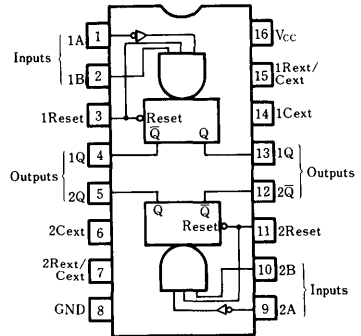 1A 1 16 Vcc
Inputs
1B 2 15 1Rext/
Cext
1Reset 3 Reset 14 1Cext
Q̅ Q
1Q 4 13 1Q
Outputs Outputs
2Q 5 12 2Q̅
Q Q̅
2Cext 6 Reset 11 2Reset
2Rext/
Cext 7 10 2B
Inputs
GND 8 9 2A